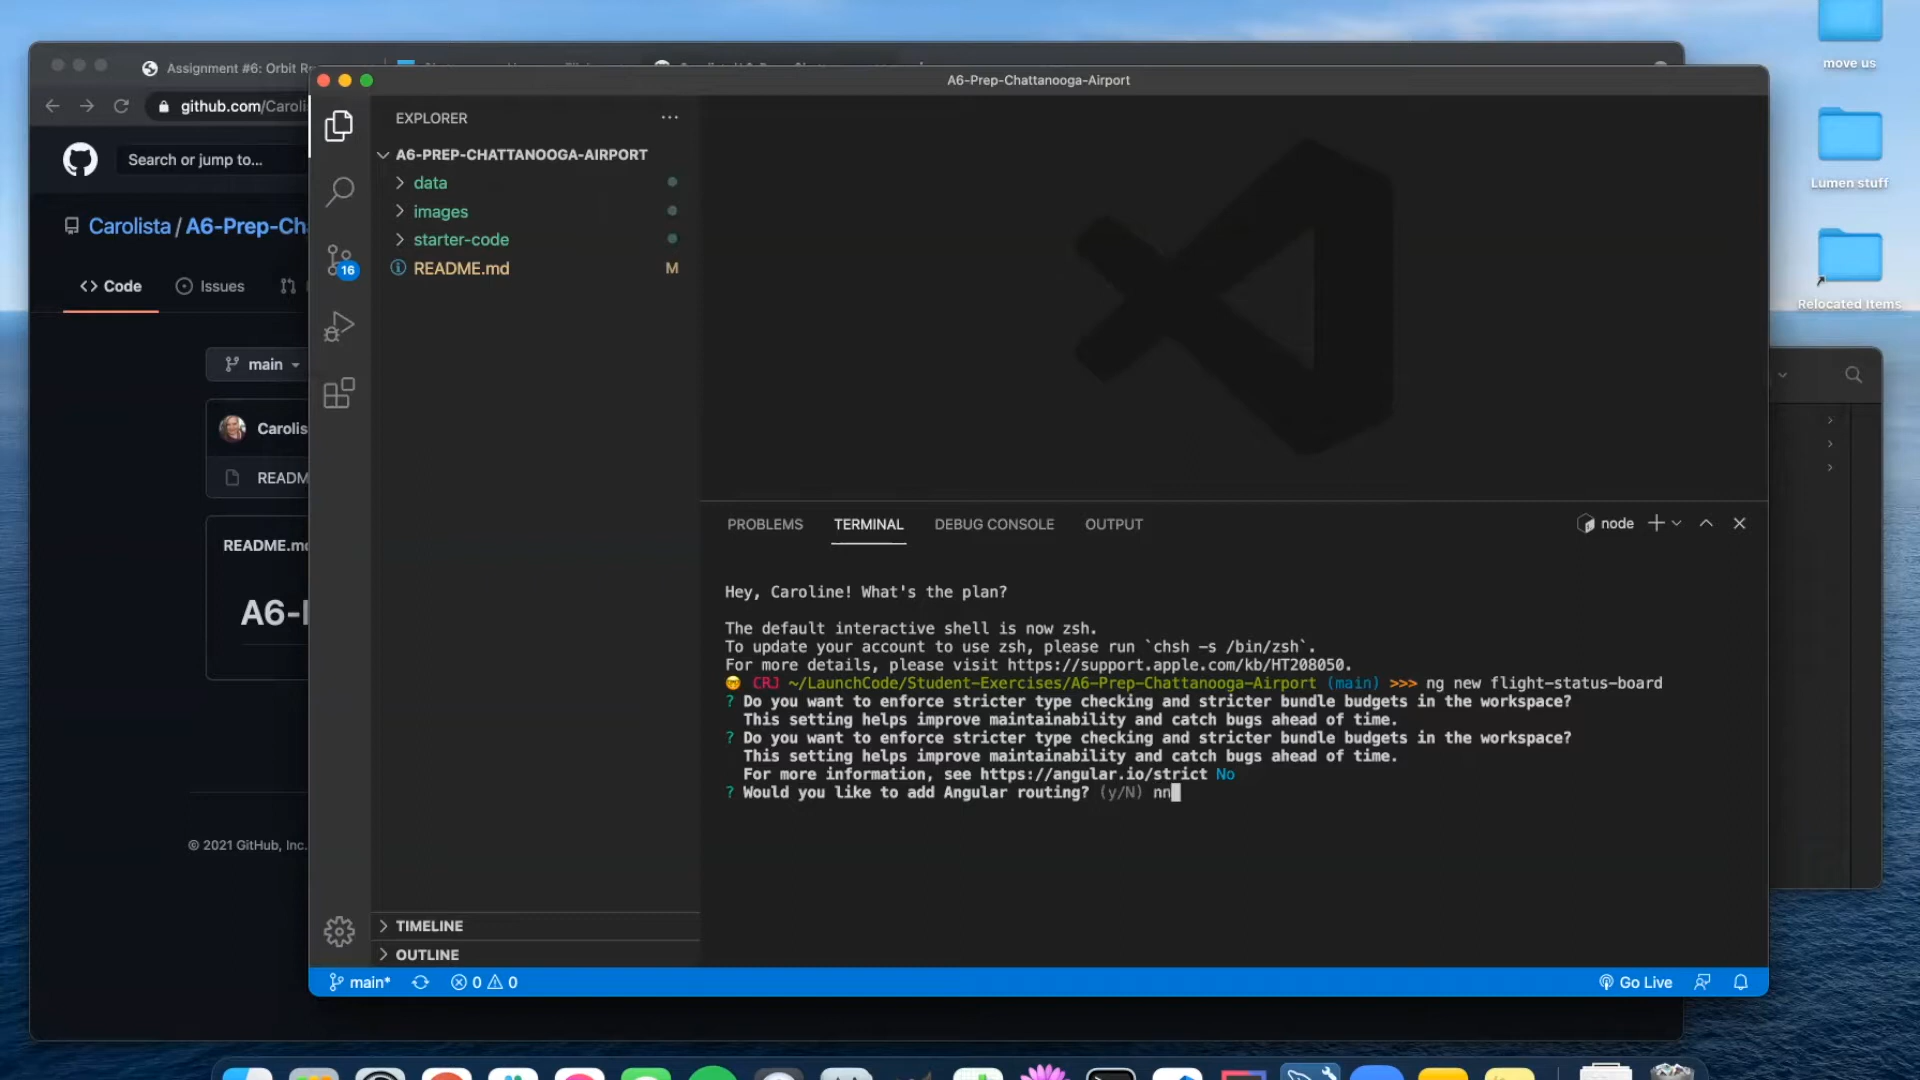 Assignment #6: Orbit Re
A6-Prep-Chattanooga-Airport
github.com/Caroli
Search or jump to...
Carolista / A6-Prep-Ch
<> Code
Issues
main
Carolis
READM
README.md
A6-
© 2021 GitHub, Inc.
EXPLORER
A6-PREP-CHATTANOOGA-AIRPORT
data
images
starter-code
README.md
M
16
TIMELINE
OUTLINE
PROBLEMS
TERMINAL
DEBUG CONSOLE
OUTPUT
node
Hey, Caroline! What's the plan?
The default interactive shell is now zsh.
To update your account to use zsh, please run `chsh -s /bin/zsh`.
For more details, please visit https://support.apple.com/kb/HT208050.
CRJ ~/LaunchCode/Student-Exercises/A6-Prep-Chattanooga-Airport (main) >>> ng new flight-status-board
? Do you want to enforce stricter type checking and stricter bundle budgets in the workspace?
This setting helps improve maintainability and catch bugs ahead of time.
? Do you want to enforce stricter type checking and stricter bundle budgets in the workspace?
This setting helps improve maintainability and catch bugs ahead of time.
For more information, see https://angular.io/strict No
? Would you like to add Angular routing? (y/N) nn
main*
0
0
Go Live
move us
Lumen stuff
Relocated Items